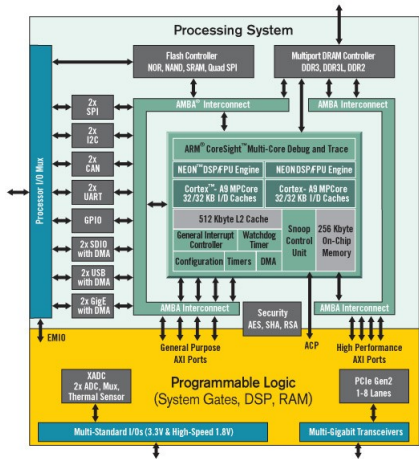 Processing System
Flash Controller
NOR, NAND, SRAM, Quad SPI
Multiport DRAM Controller
DDR3, DDR3L, DDR2
Processor I/O Mux
2x
SPI
2x
I2C
2x
CAN
2x
UART
GPIO
2x SDIO
with DMA
2x USB
with DMA
2x GigE
with DMA
EMIO
AMBA® Interconnect
AMBA Interconnect
ARM® CoreSight™ Multi-Core Debug and Trace
NEON™ DSP/FPU Engine
NEON DSP/FPU Engine
Cortex™- A9 MPCore
32/32 KB I/D Caches
Cortex- A9 MPCore
32/32 KB I/D Caches
512 Kbyte L2 Cache
Snoop
Control
Unit
256 Kbyte
On-Chip
Memory
General Interrupt
Controller
Watchdog
Timer
Configuration
Timers
DMA
AMBA Interconnect
Security
AES, SHA, RSA
AMBA Interconnect
General Purpose
AXI Ports
ACP
High Performance
AXI Ports
Programmable Logic
(System Gates, DSP, RAM)
XADC
2x ADC, Mux,
Thermal Sensor
PCIe Gen2
1-8 Lanes
Multi-Standard I/Os (3.3V & High-Speed 1.8V)
Multi-Gigabit Transceivers